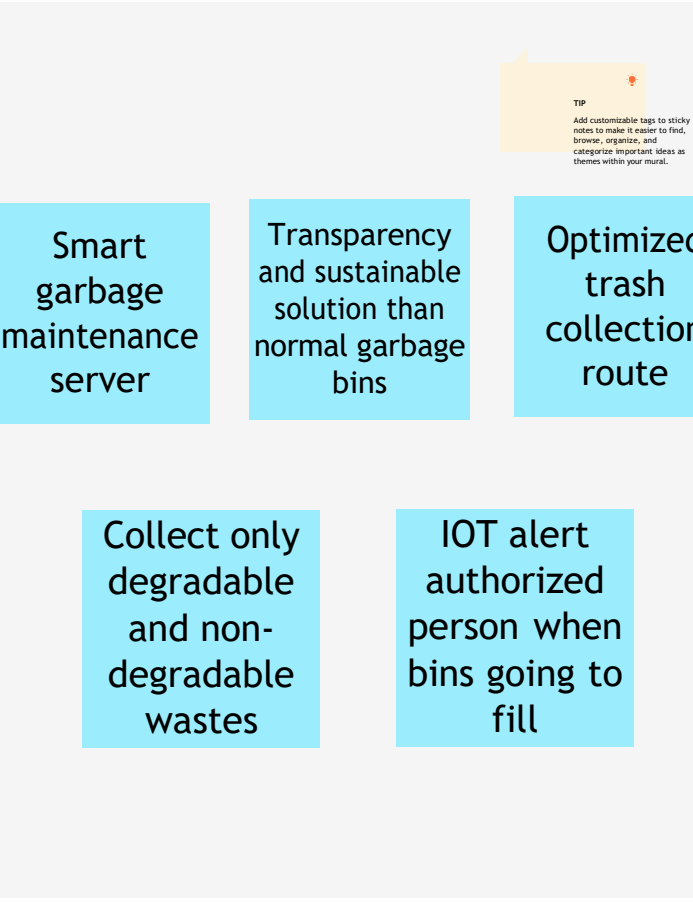 TIP
Add customizable tags to sticky
notes to make it easier to find,
browse, organize, and
categorize important ideas as
themes within your mural.
Smart
garbage
maintenance
server
Transparency
and sustainable
solution than
normal garbage
bins
Optimized
trash
collection
route
Collect only
degradable
and non-
degradable
wastes
IOT alert
authorized
person when
bins going to
fill